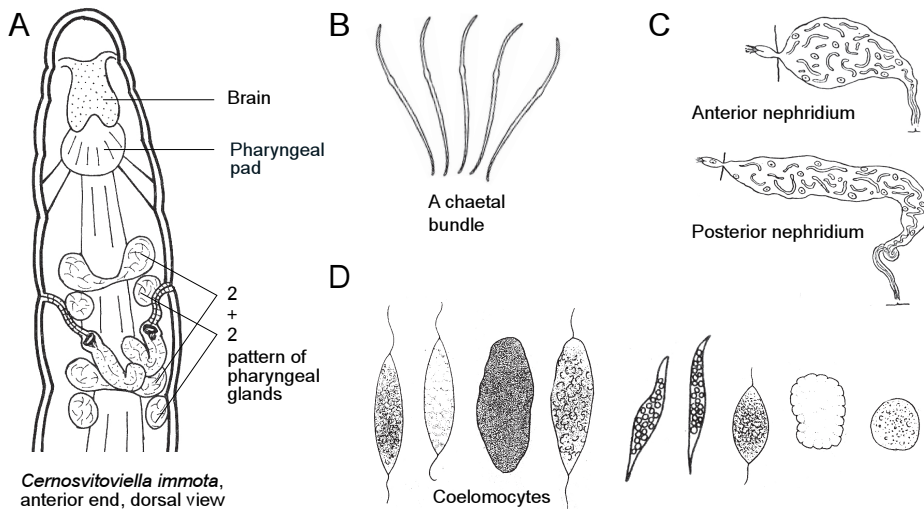 A
Brain
Pharyngeal
pad
2
+
2
pattern of
pharyngeal
glands
Cernosvitoviella immota,
anterior end, dorsal view
B
A chaetal
bundle
C
Anterior nephridium
Posterior nephridium
D
Coelomocytes